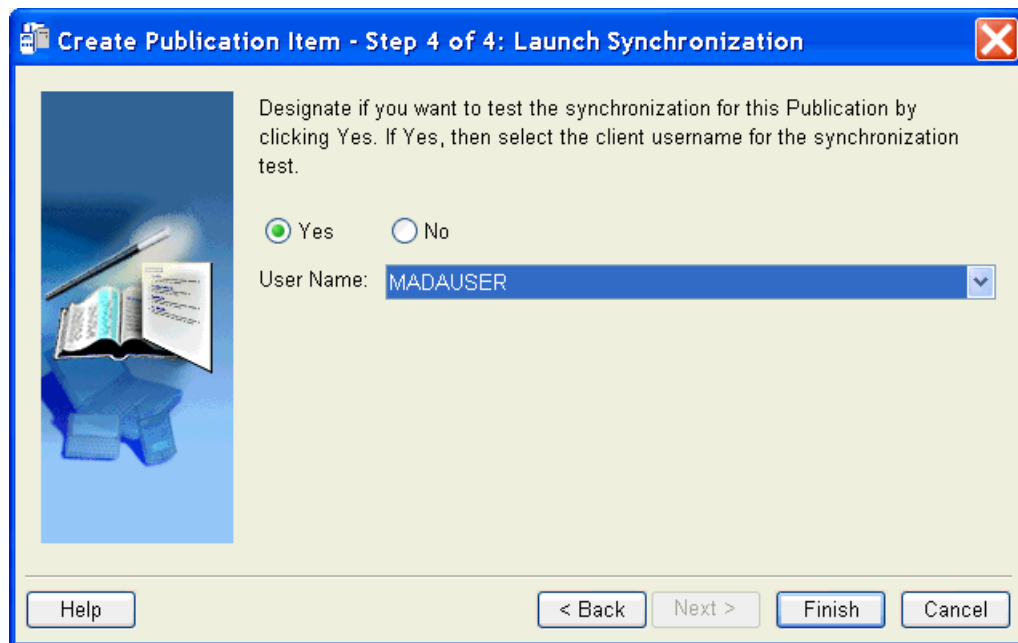 Create Publication Item - Step 4 of 4: Launch Synchronization
Designate if you want to test the synchronization for this Publication by
clicking Yes. If Yes, then select the client username for the synchronization
test.
Yes No
User Name: MADAUSER
Help < Back Next > Finish Cancel